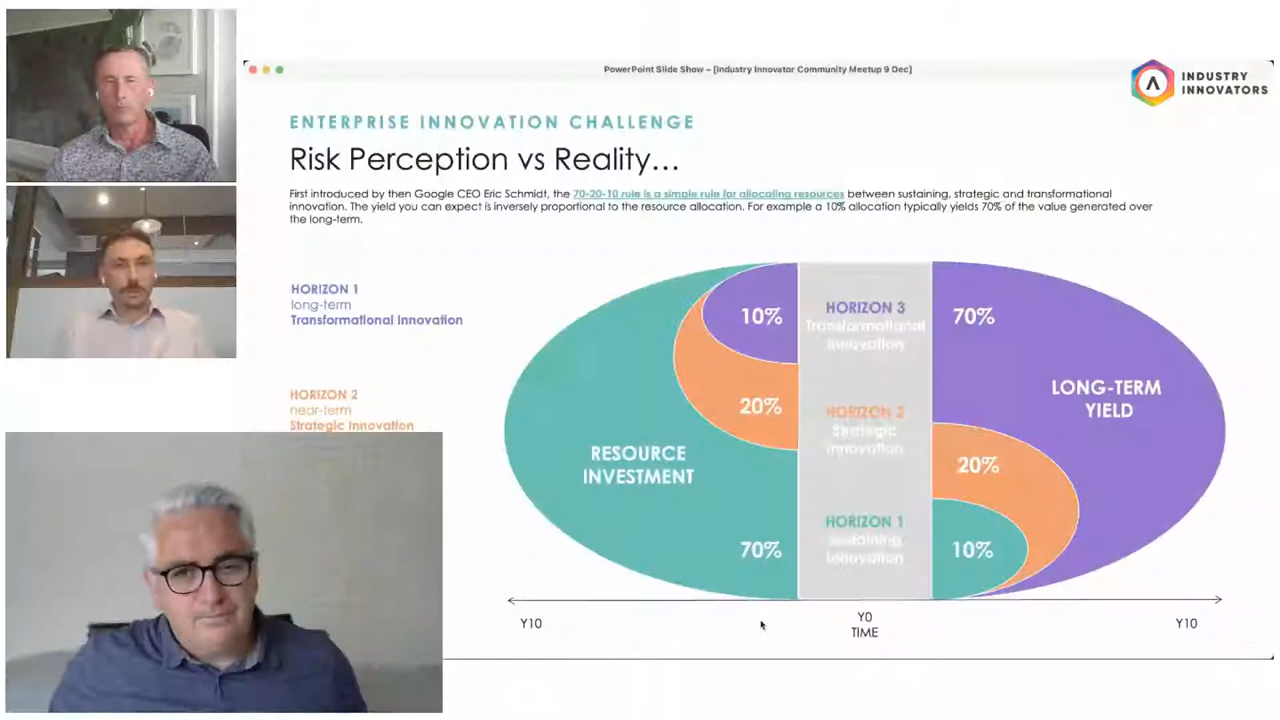 PowerPoint Slide Show – [Industry Innovator Community Meetup 9 Dec]
INDUSTRY
INNOVATORS
ENTERPRISE INNOVATION CHALLENGE
Risk Perception vs Reality...
First introduced by then Google CEO Eric Schmidt, the 70-20-10 rule is a simple rule for allocating resources between sustaining, strategic and transformational
innovation. The yield you can expect is inversely proportional to the resource allocation. For example a 10% allocation typically yields 70% of the value generated over
the long-term.
HORIZON 1
long-term
Transformational Innovation
HORIZON 2
near-term
Strategic Innovation
RESOURCE
INVESTMENT
10%
20%
70%
HORIZON 3
Transformational
Innovation
HORIZON 2
Strategic
Innovation
HORIZON 1
Sustaining
Innovation
70%
20%
10%
LONG-TERM
YIELD
Y10
Y0
TIME
Y10